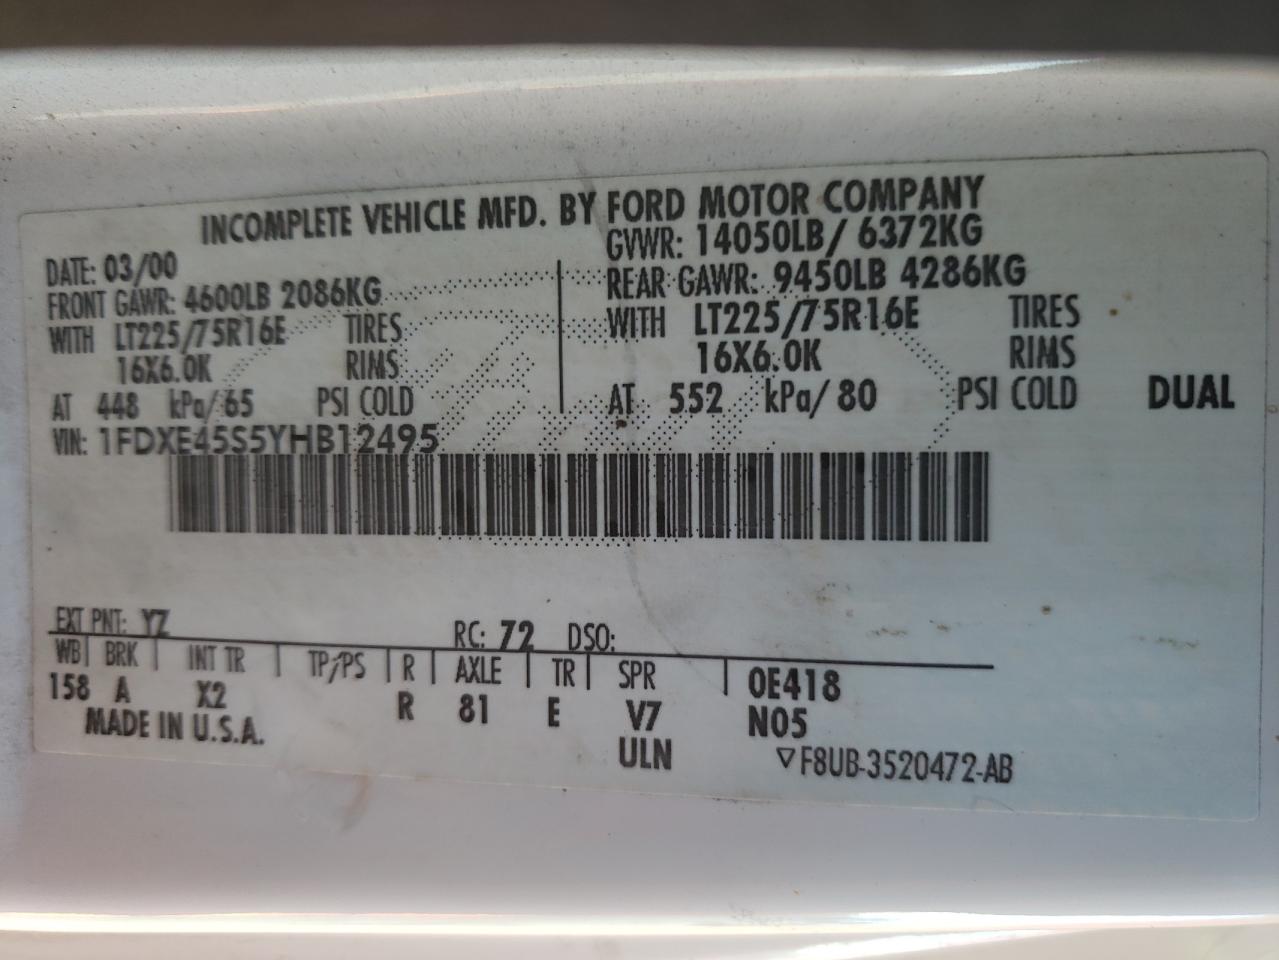 INCOMPLETE VEHICLE MFD. BY FORD MOTOR COMPANY
DATE: 03/00 GVWR: 14050LB/ 6372KG
FRONT GAWR: 4600LB 2086KG REAR GAWR: 9450LB 4286KG
WITH LT225/75R16E TIRES WITH LT225/75R16E TIRES
16X6.0K RIMS 16X6.0K RIMS
AT 448 kPa/ 65 PSI COLD AT 552 kPa/ 80 PSI COLD DUAL
VIN: 1FDXE45S5YHB12495
EXT PNT: YZ RC: 72 DSO:
WB BRK INT TR TP/PS R AXLE TR SPR 0E418
158 A X2 R 81 E V7 N05
MADE IN U.S.A. ULN ▽F8UB-3520472-AB